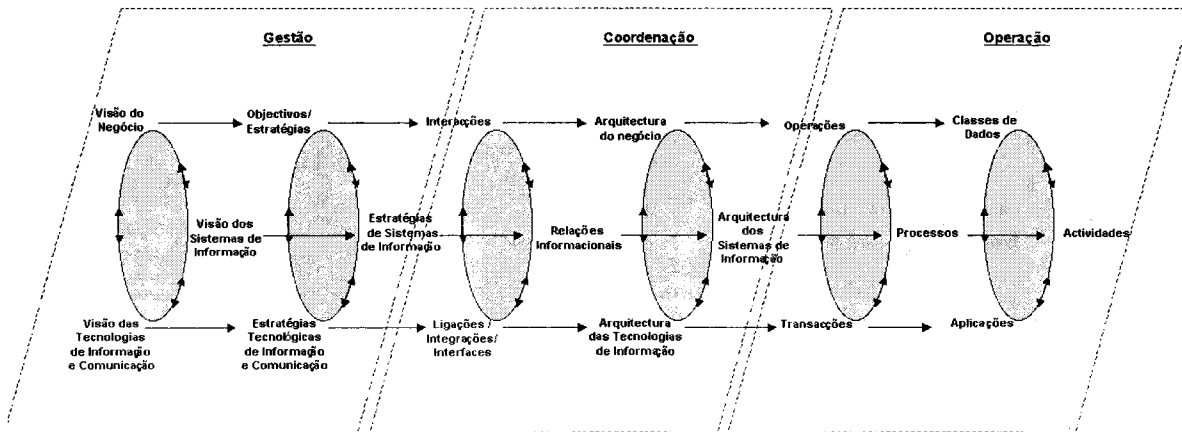 Gestão
Coordenação
Operação
Visão do
Negócio
Objectivos/
Estratégias
Interacções
Arquitectura
do negócio
Operações
Classes de
Dados
Visão dos
Sistemas de
Informação
Estratégias
de Sistemas
de Informação
Relações
Informacionais
Arquitectura
dos
Sistemas de
Informação
Processos
Actividades
Visão das
Tecnologias
de Informação
e Comunicação
Estratégias
Tecnológicas
de Informação
e Comunicação
Ligações /
Integrações/
Interfaces
Arquitectura
das Tecnologias
de Informação
Transacções
Aplicações